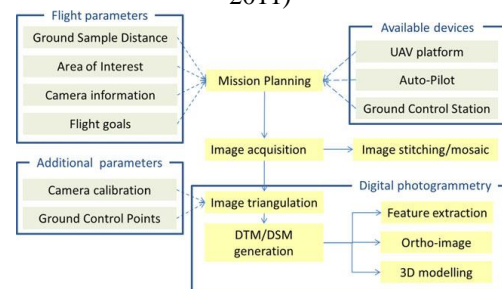 2011)
Flight parameters
Ground Sample Distance
Area of Interest
Camera information
Flight goals
Available devices
UAV platform
Auto-Pilot
Ground Control Station
Mission Planning
Image acquisition
Image stitching/mosaic
Additional parameters
Camera calibration
Ground Control Points
Digital photogrammetry
Image triangulation
DTM/DSM
generation
Feature extraction
Ortho-image
3D modelling